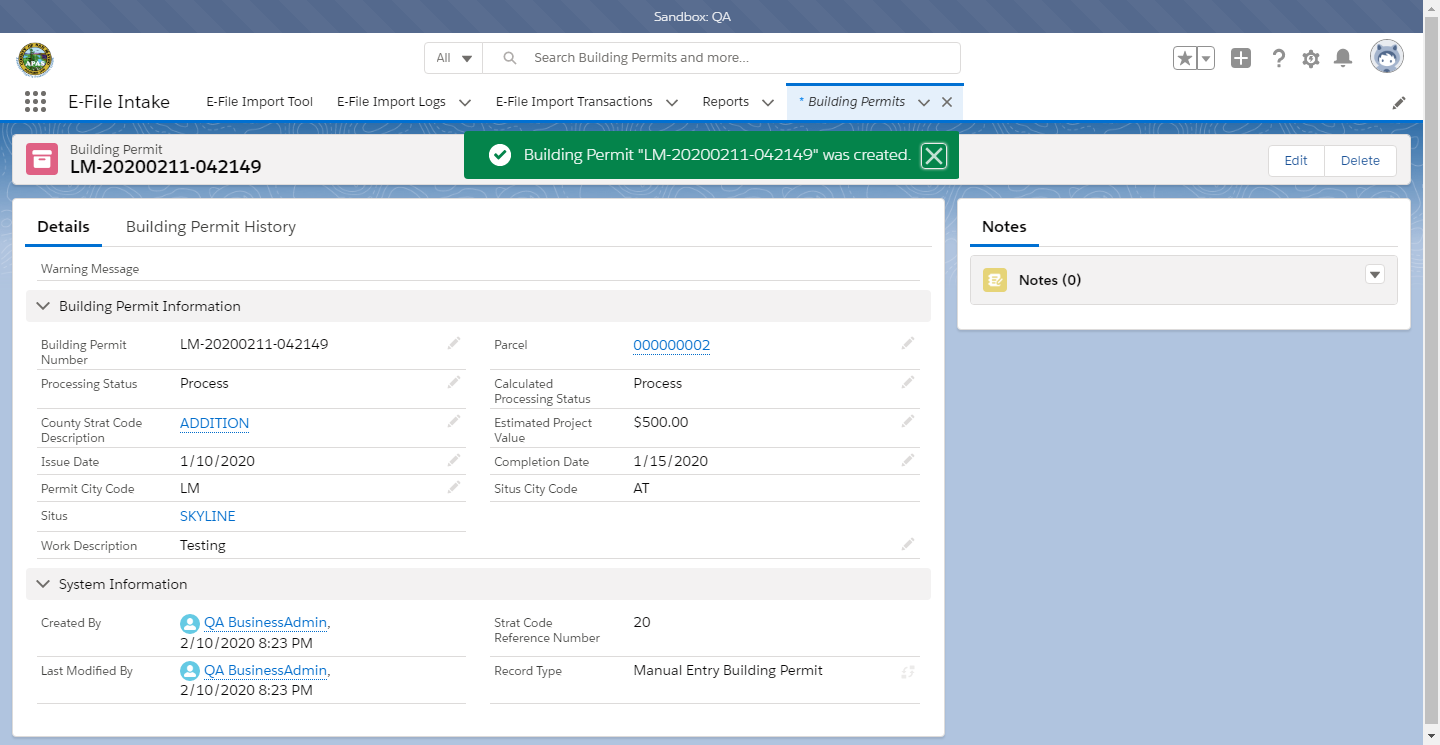 Sandbox: QA
APAS
All
Search Building Permits and more...
E-File Intake
E-File Import Tool
E-File Import Logs
E-File Import Transactions
Reports
* Building Permits
Building Permit
LM-20200211-042149
Building Permit "LM-20200211-042149" was created.
Edit
Delete
Details
Building Permit History
Warning Message
Building Permit Information
Building Permit
Number
LM-20200211-042149
Parcel
000000002
Processing Status
Process
Calculated
Processing Status
Process
County Strat Code
Description
ADDITION
Estimated Project
Value
$500.00
Issue Date
1/10/2020
Completion Date
1/15/2020
Permit City Code
LM
Situs City Code
AT
Situs
SKYLINE
Work Description
Testing
System Information
Created By
QA BusinessAdmin,
2/10/2020 8:23 PM
Strat Code
Reference Number
20
Last Modified By
QA BusinessAdmin,
2/10/2020 8:23 PM
Record Type
Manual Entry Building Permit
Notes
Notes (0)